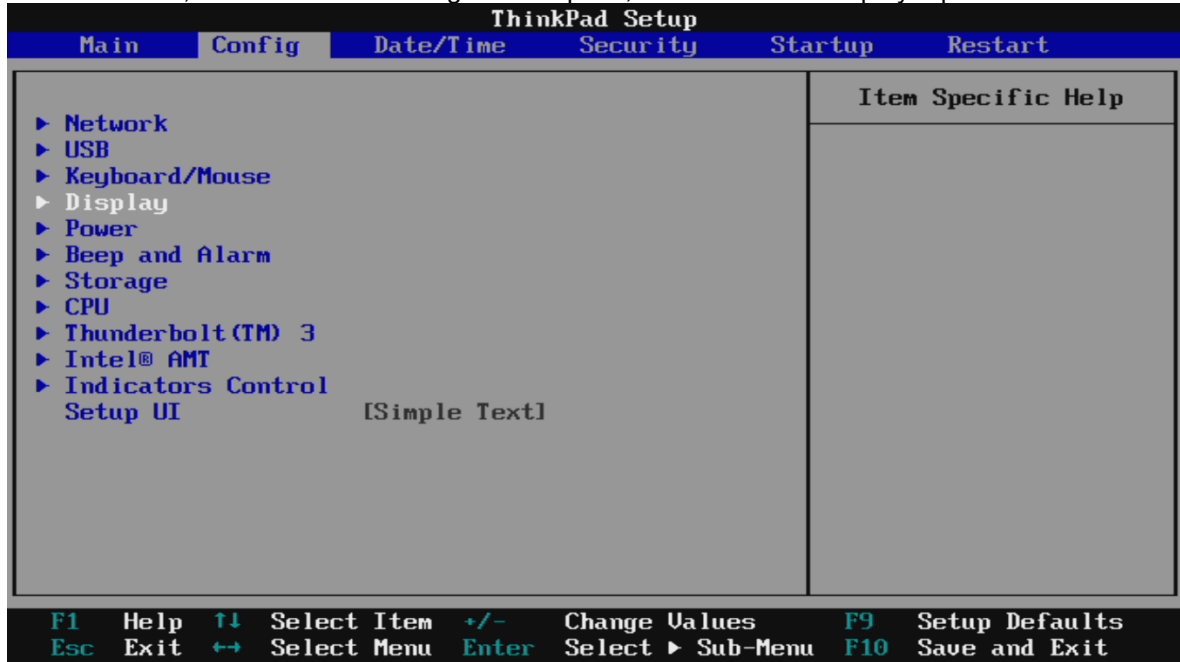 ThinkPad Setup
Main Config Date/Time Security Startup Restart
Item Specific Help
▶ Network
▶ USB
▶ Keyboard/Mouse
▶ Display
▶ Power
▶ Beep and Alarm
▶ Storage
▶ CPU
▶ Thunderbolt(TM) 3
▶ Intel® AMT
▶ Indicators Control
Setup UI [Simple Text]
F1 Help ↑↓ Select Item +/- Change Values F9 Setup Defaults
Esc Exit ←→ Select Menu Enter Select ▶ Sub-Menu F10 Save and Exit